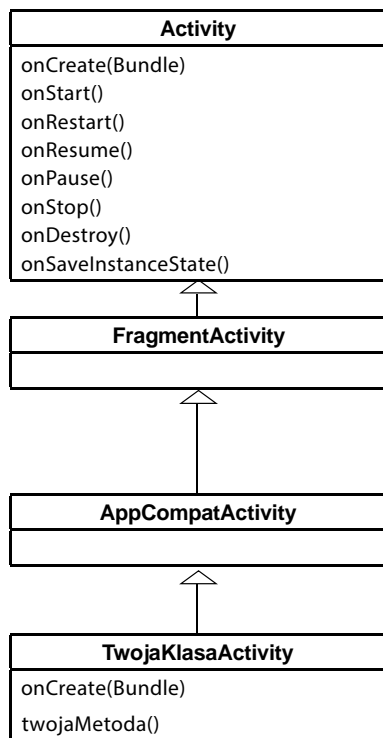 Activity
onCreate(Bundle)
onStart()
onRestart()
onResume()
onPause()
onStop()
onDestroy()
onSaveInstanceState()
FragmentActivity
AppCompatActivity
TwojaKlasaActivity
onCreate(Bundle)
twojaMetoda()